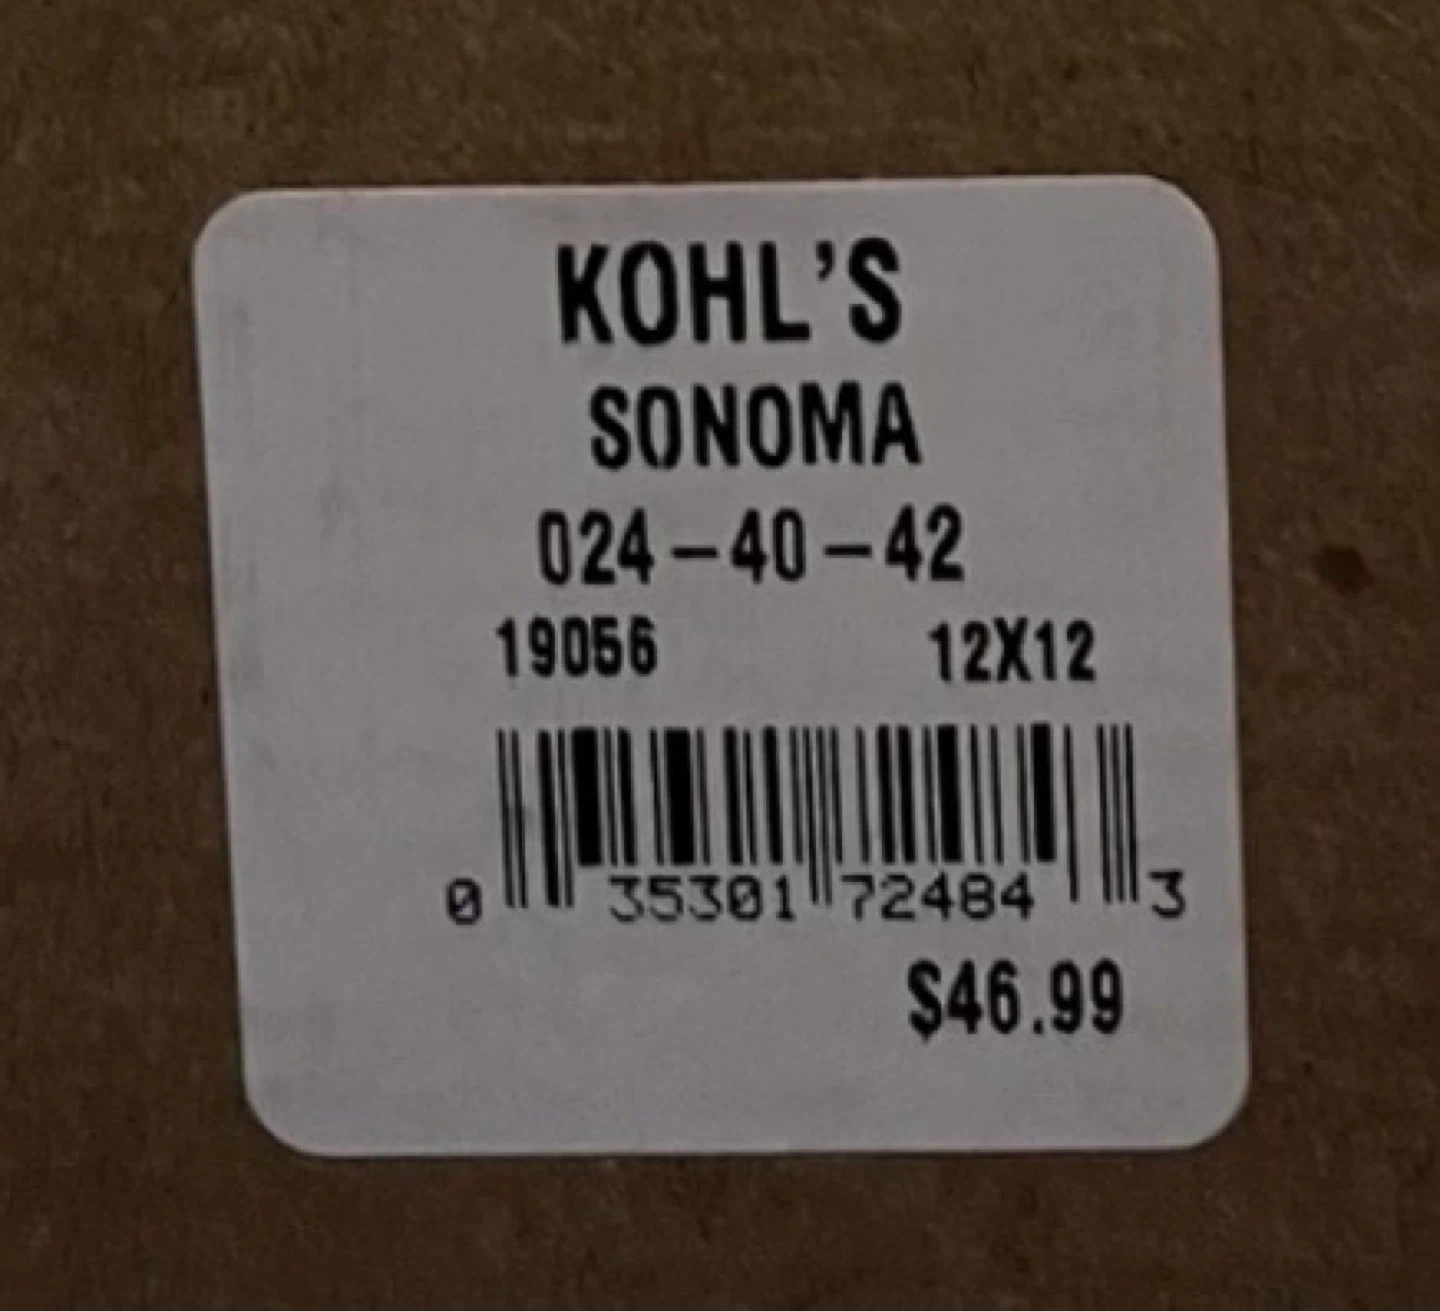 KOHL'S
SONOMA
024-40-42
19056 12X12
0 35301 72484 3
$46.99